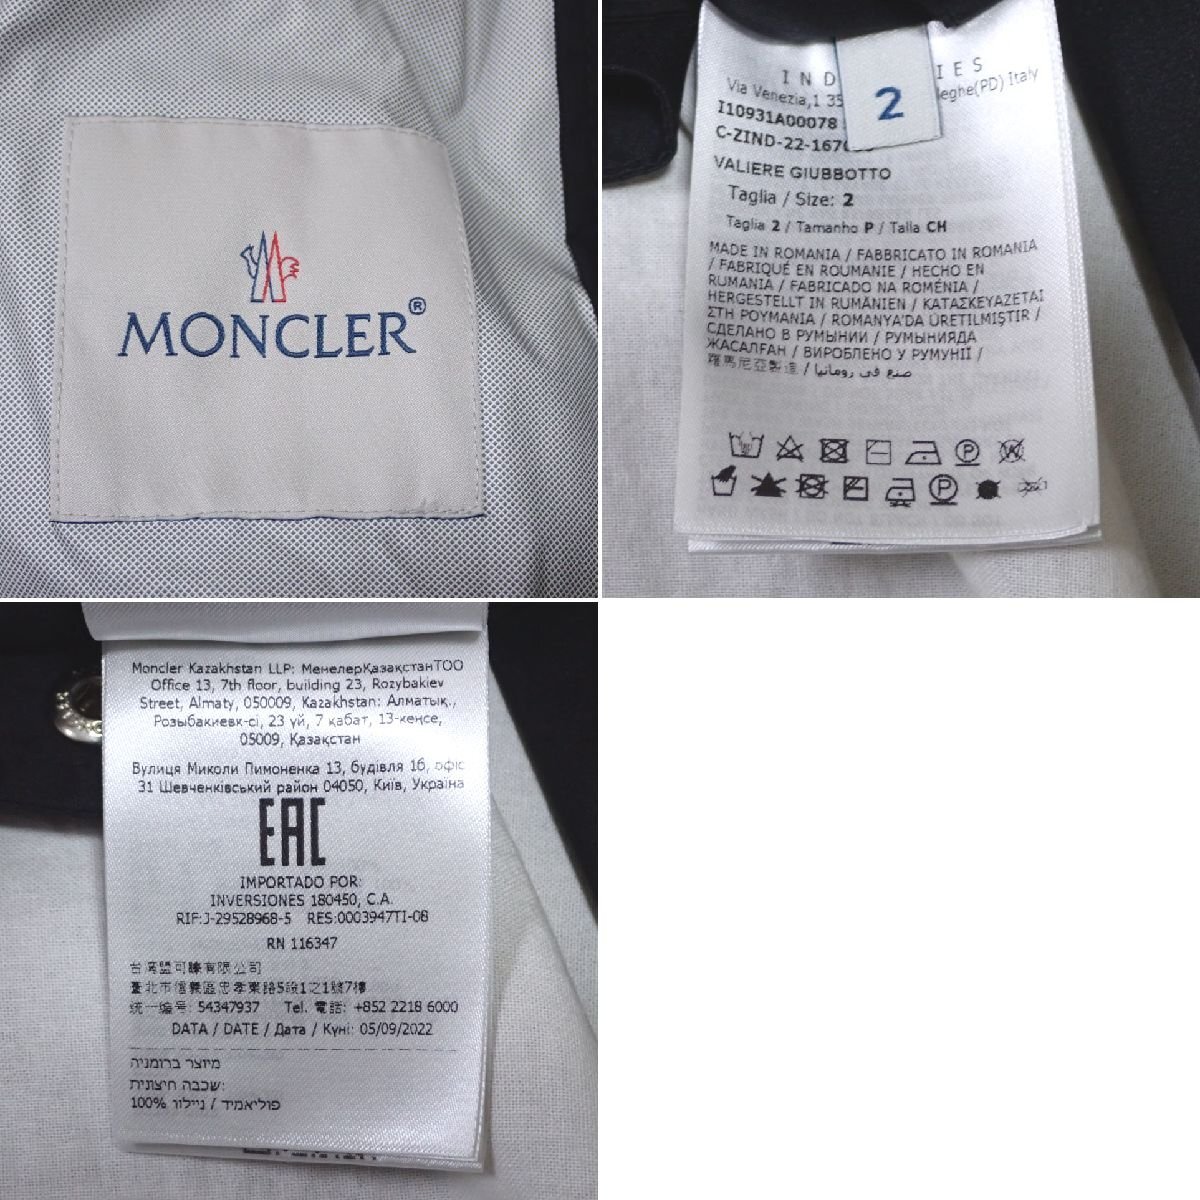 MONCLER®
2
IND IES
Via Venezia,1 35 leghe(PD) Italy
I10931A00078
C-ZIND-22-167
VALIERE GIUBBOTTO
Taglia / Size: 2
Taglia 2 / Tamanho P / Talla CH
MADE IN ROMANIA / FABBRICATO IN ROMANIA
/ FABRIQUÉ EN ROUMANIE / HECHO EN
RUMANIA / FABRICADO NA ROMÉNIA /
HERGESTELLT IN RUMÄNIEN / ΚΑΤΑΣΚΕΥΑΖΕΤΑΙ
ΣΤΗ ΡΟΥΜΑΝΙΑ / ROMANYA'DA ÜRETILMIŞTIR /
СДЕЛАНО В РУМЫНИИ / РУМЫНИЯДА
ЖАСАЛҒАН / ВИРОБЛЕНО У РУМУНІЇ /
羅馬尼亞製造 / صنع في رومانيا
Moncler Kazakhstan LLP: МенелерҚазақстанТОО
Office 13, 7th floor, building 23, Rozybakiev
Street, Almaty, 050009, Kazakhstan: Алматық.,
Розыбакиевк-сі, 23 үй, 7 қабат, 13-кеңсе,
05009, Қазақстан
Вулиця Миколи Пимоненка 13, будівля 1б, офіс
31 Шевченківський район 04050, Київ, Україна
EAC
IMPORTADO POR:
INVERSIONES 180450, C.A.
RIF:J-29528968-5 RES:0003947TI-08
RN 116347
台灣盟可睞有限公司
臺北市信義區忠孝東路5段1之1號7樓
统一编号: 54347937 Tel. 電話: +852 2218 6000
DATA / DATE / Дата / Күні: 05/09/2022
מיוצר ברומניה
שכבה חיצונית:
100% פוליאמיד / ניילון